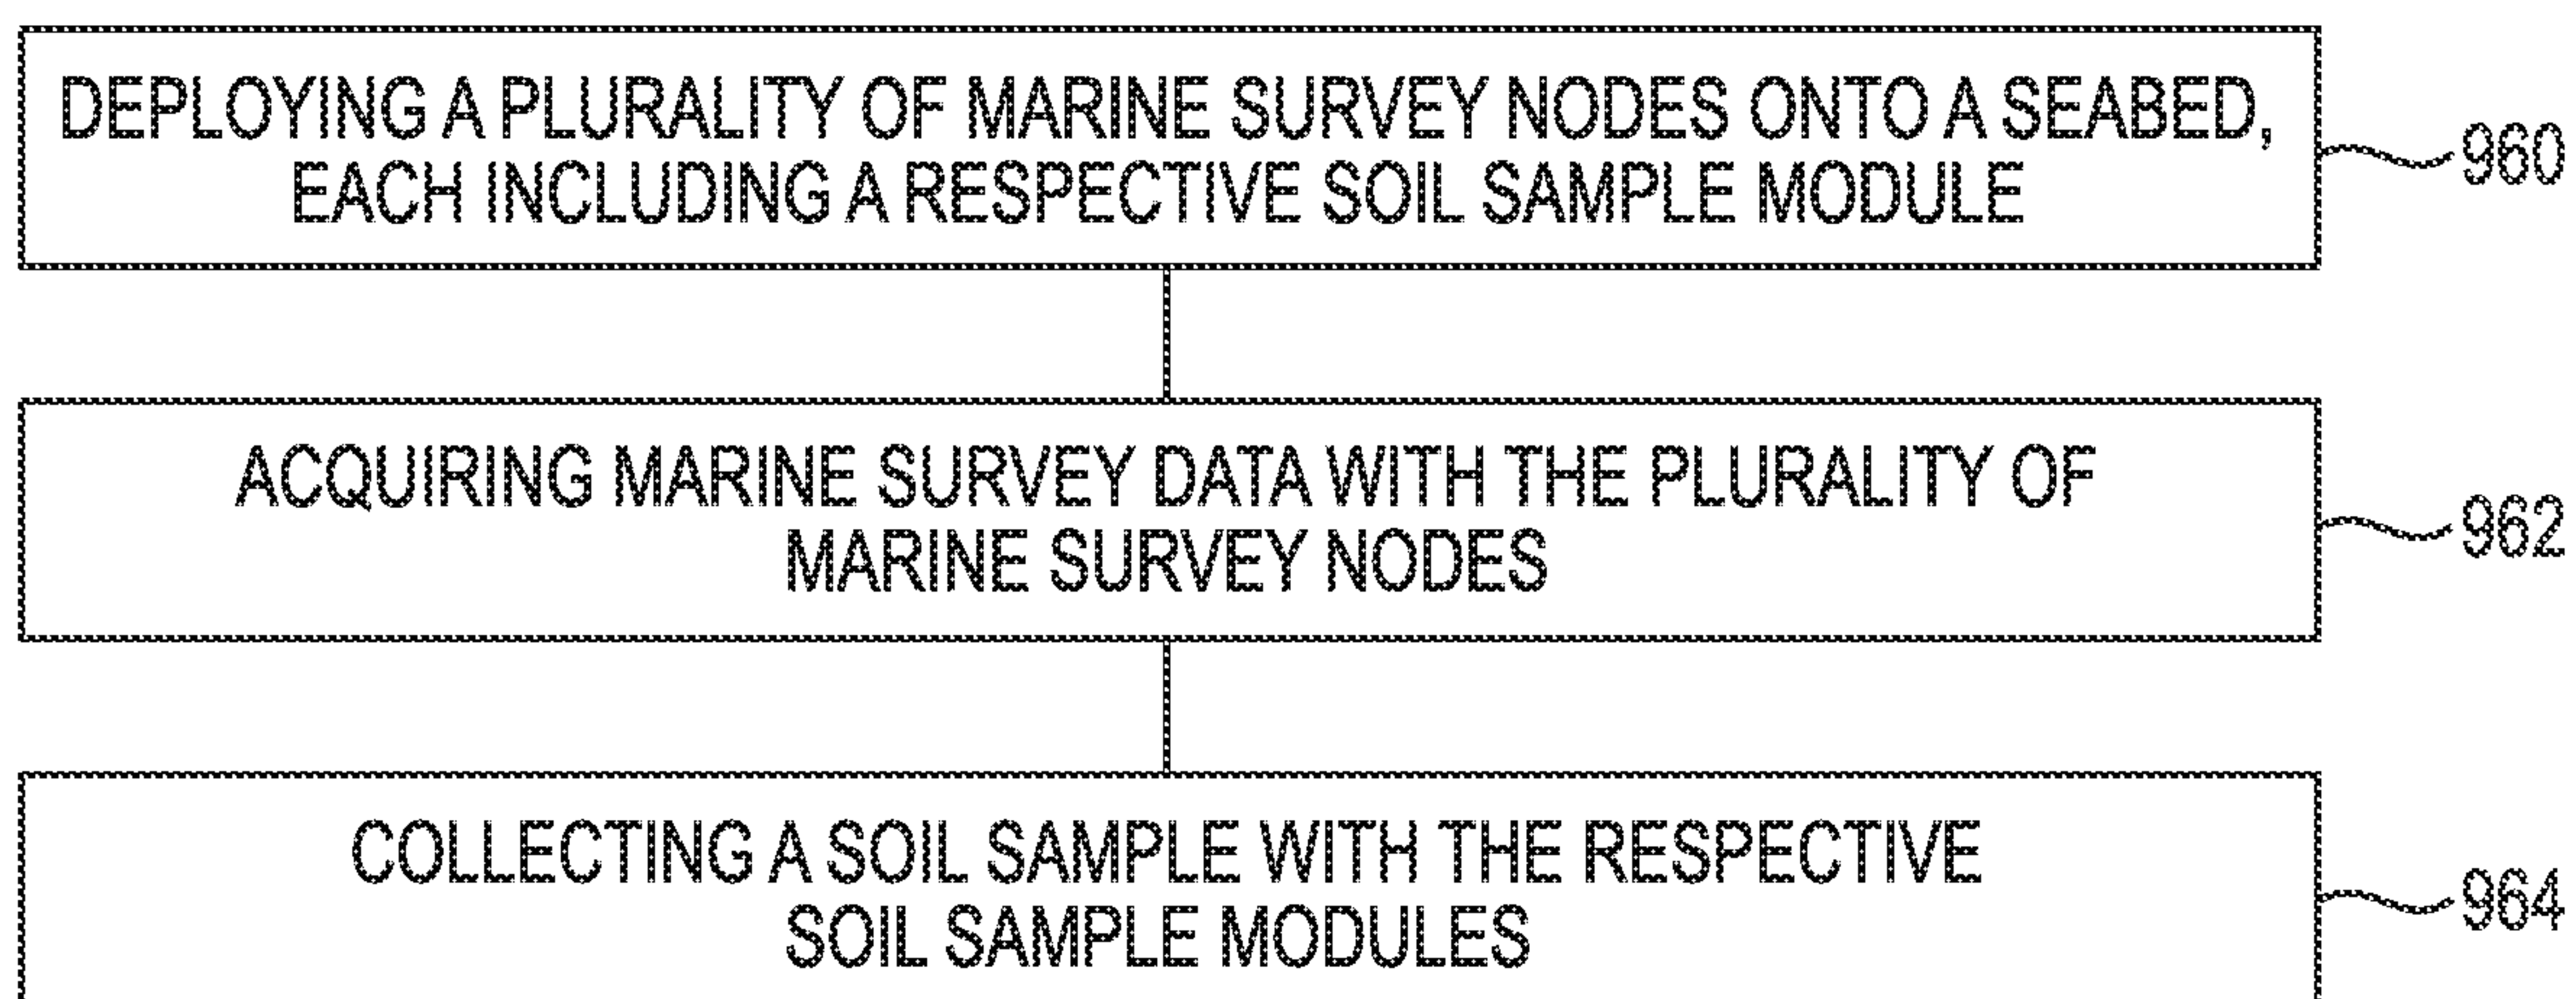 DEPLOYING A PLURALITY OF MARINE SURVEY NODES ONTO A SEABED,
EACH INCLUDING A RESPECTIVE SOIL SAMPLE MODULE
960
ACQUIRING MARINE SURVEY DATA WITH THE PLURALITY OF
MARINE SURVEY NODES
962
COLLECTING A SOIL SAMPLE WITH THE RESPECTIVE
SOIL SAMPLE MODULES
964